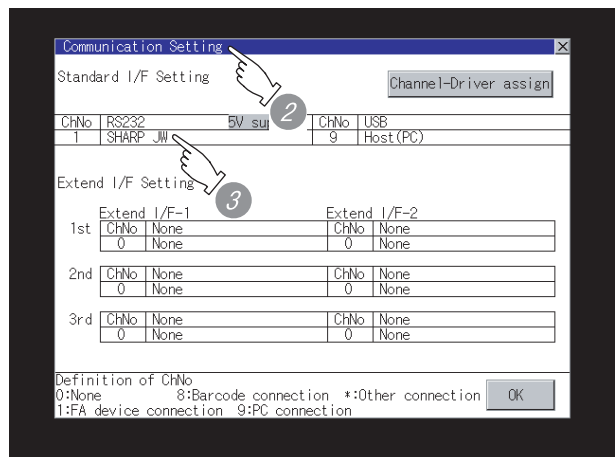 Communication Setting
Standard I/F Setting
Channel-Driver assign
ChNo RS232 5V ChNo USB
1 SHARP JW 9 Host(PC)
2
3
Extend I/F Setting
Extend I/F-1 Extend I/F-2
1st ChNo None ChNo None
0 None 0 None
2nd ChNo None ChNo None
0 None 0 None
3rd ChNo None ChNo None
0 None 0 None
Definition of ChNo
0:None 8:Barcode connection *:Other connection OK
1:FA device connection 9:PC connection